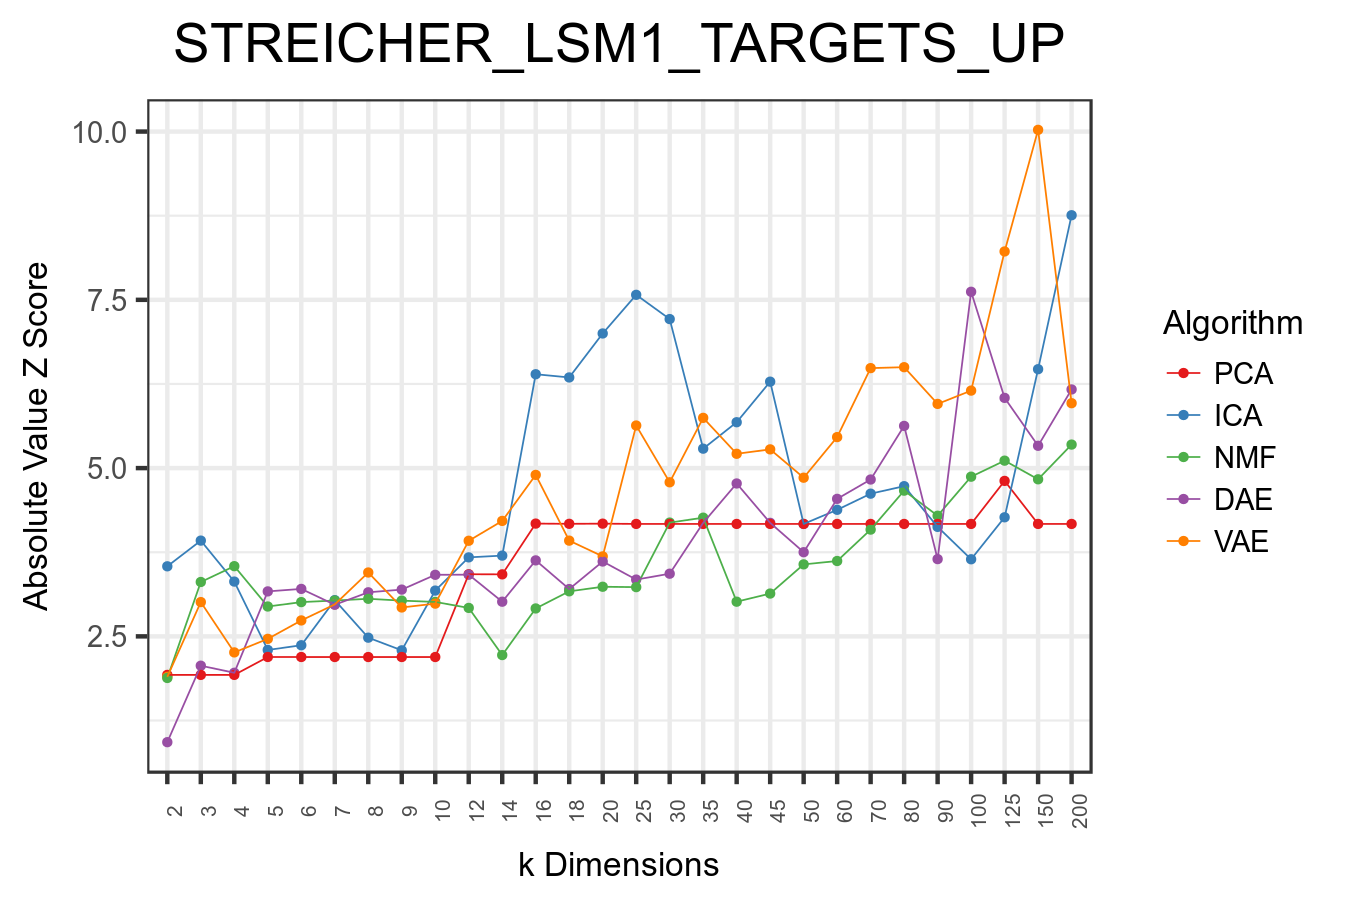 STREICHER_LSM1_TARGETS_UP
Absolute Value Z Score
10.0
7.5
5.0
2.5
2 3 4 5 6 7 8 9 10 12 14 16 18 20 25 30 35 40 45 50 60 70 80 90 100 125 150 200
k Dimensions
Algorithm
PCA
ICA
NMF
DAE
VAE